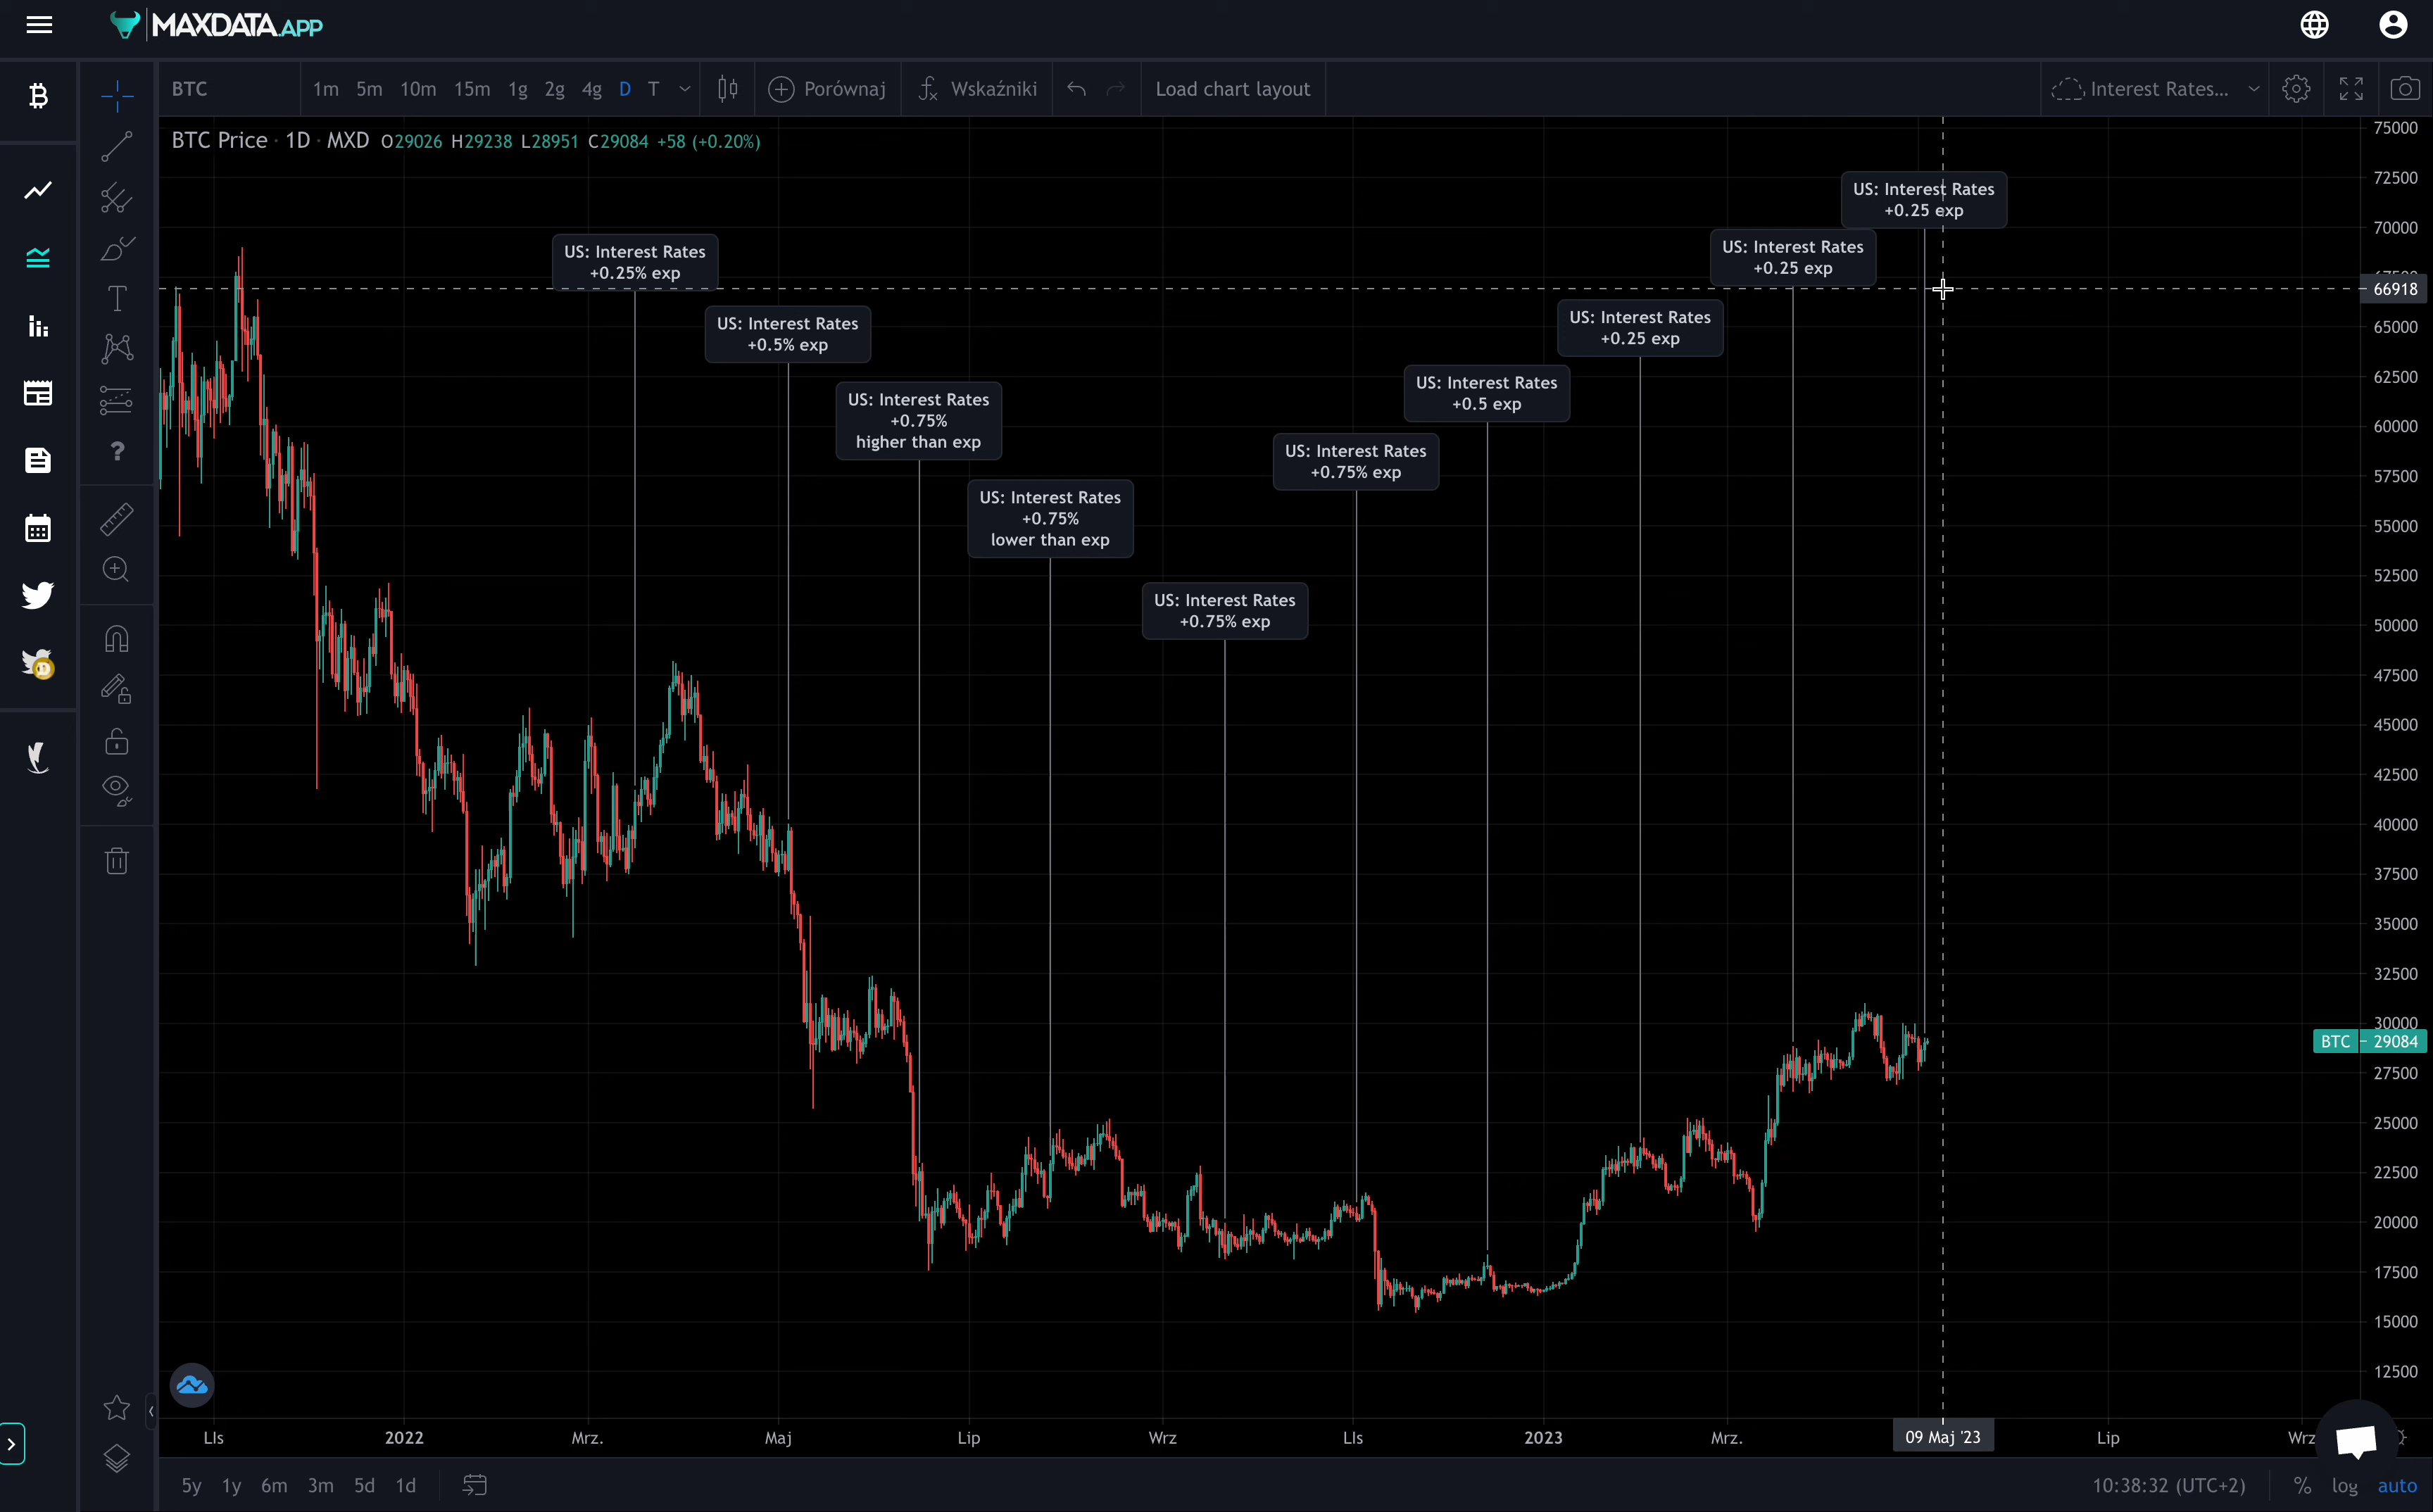 MAXDATA.APP
BTC
1m 5m 10m 15m 1g 2g 4g D T
Porównaj
Wskaźniki
Load chart layout
Interest Rates...
BTC Price · 1D · MXD O29026 H29238 L28951 C29084 +58 (+0.20%)
US: Interest Rates
+0.25% exp
US: Interest Rates
+0.5% exp
US: Interest Rates
+0.75%
higher than exp
US: Interest Rates
+0.75%
lower than exp
US: Interest Rates
+0.75% exp
US: Interest Rates
+0.75% exp
US: Interest Rates
+0.5 exp
US: Interest Rates
+0.25 exp
US: Interest Rates
+0.25 exp
US: Interest Rates
+0.25 exp
75000
72500
70000
66918
65000
62500
60000
57500
55000
52500
50000
47500
45000
42500
40000
37500
35000
32500
30000
BTC 29084
27500
25000
22500
20000
17500
15000
12500
LIs 2022 Mrz. Maj Lip Wrz LIs 2023 Mrz. 09 Maj '23 Lip Wrz
5y 1y 6m 3m 5d 1d
10:38:32 (UTC+2) % log auto